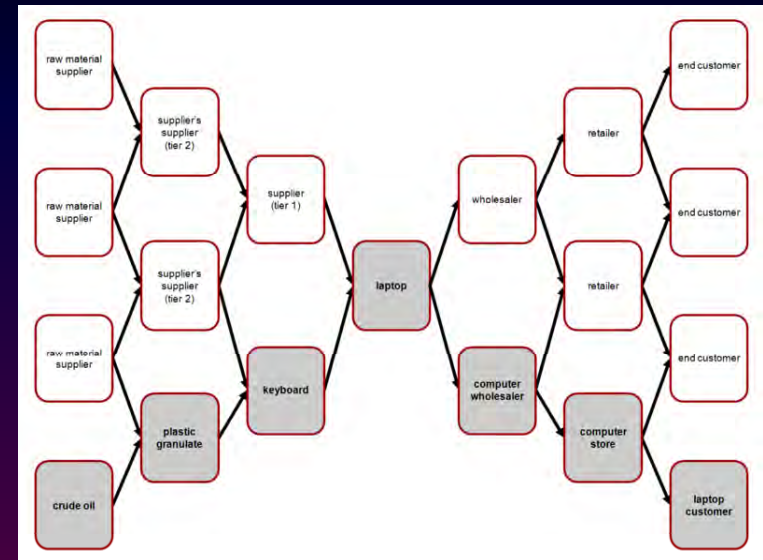 raw material
supplier
end customer
supplier's
supplier
(tier 2)
retailer
raw material
supplier
supplier
(tier 1)
wholesaler
end customer
supplier's
supplier
(tier 2)
laptop
retailer
raw material
supplier
keyboard
computer
wholesaler
end customer
plastic
granulate
computer
store
crude oil
laptop
customer